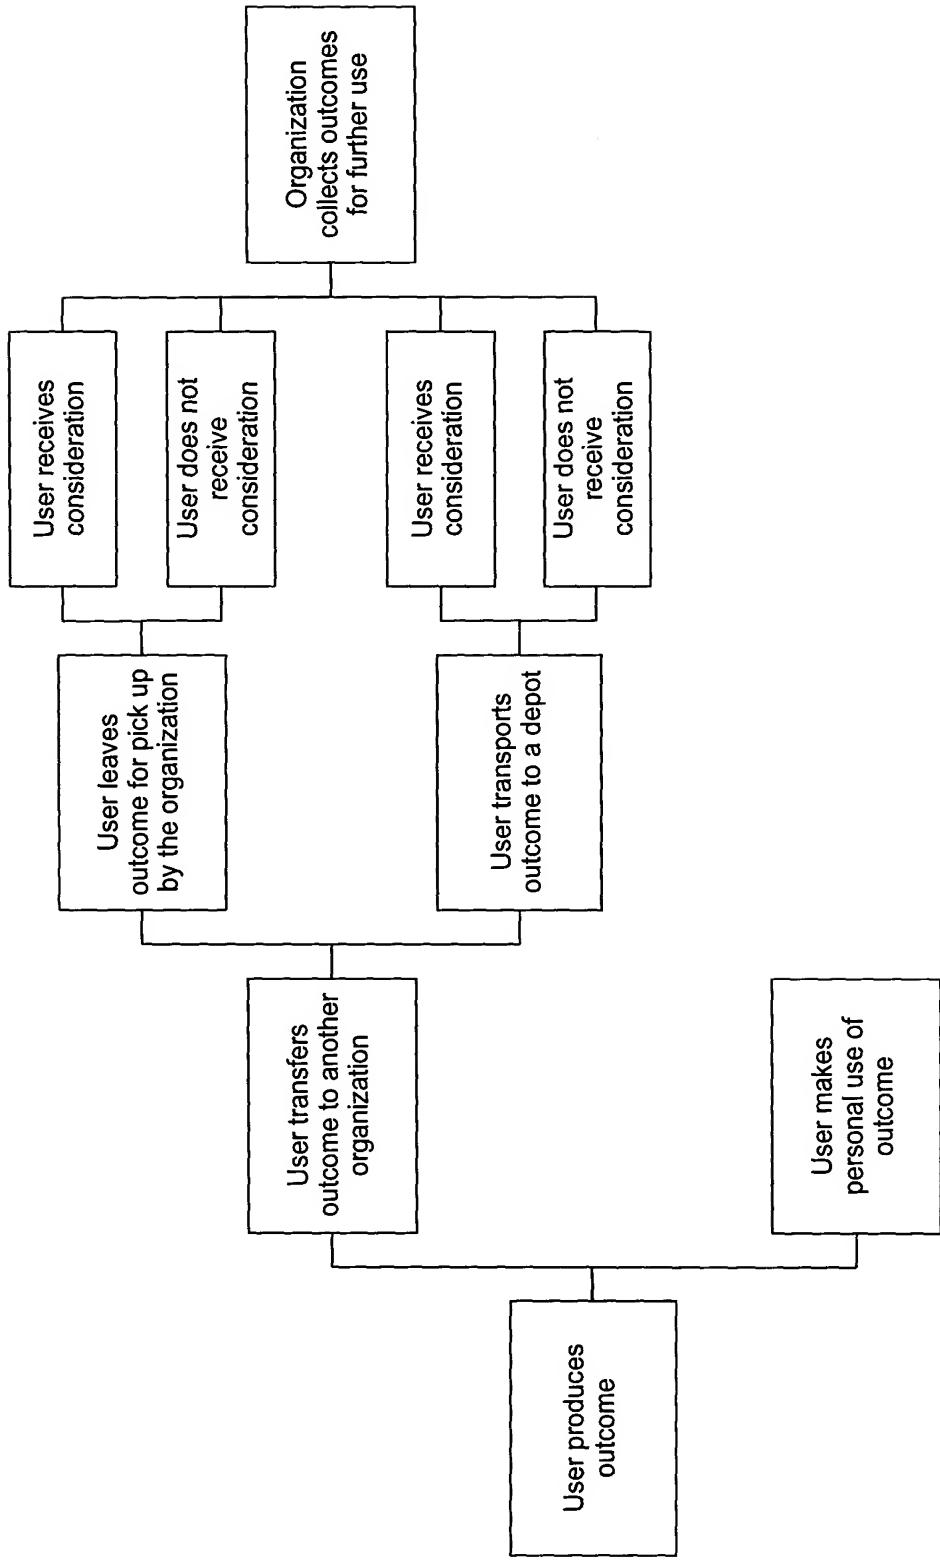 User produces
outcome
User transfers
outcome to another
organization
User makes
personal use of
outcome
User leaves
outcome for pick up
by the organization
User transports
outcome to a depot
User receives
consideration
User does not
receive
consideration
User receives
consideration
User does not
receive
consideration
Organization
collects outcomes
for further use